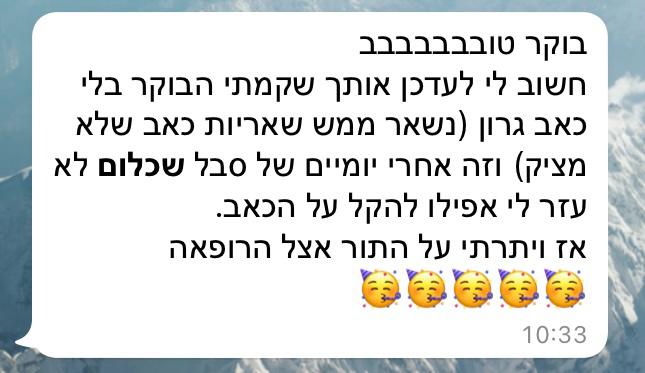 בוקר טובבבבבבב
חשוב לי לעדכן אותך שקמתי הבוקר בלי
כאב גרון (נשאר ממש שאריות כאב שלא
מציק) וזה אחרי יומיים של סבל שכלום לא
עזר לי אפילו להקל על הכאב.
אז ויתרתי על התור אצל הרופאה
🥳🥳🥳🥳🥳
10:33